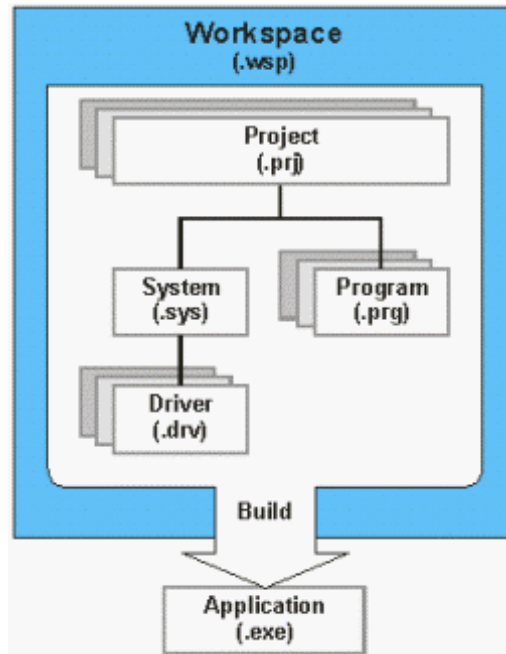 Workspace
(.wsp)
Project
(.prj)
System
(.sys)
Program
(.prg)
Driver
(.drv)
Build
Application
(.exe)